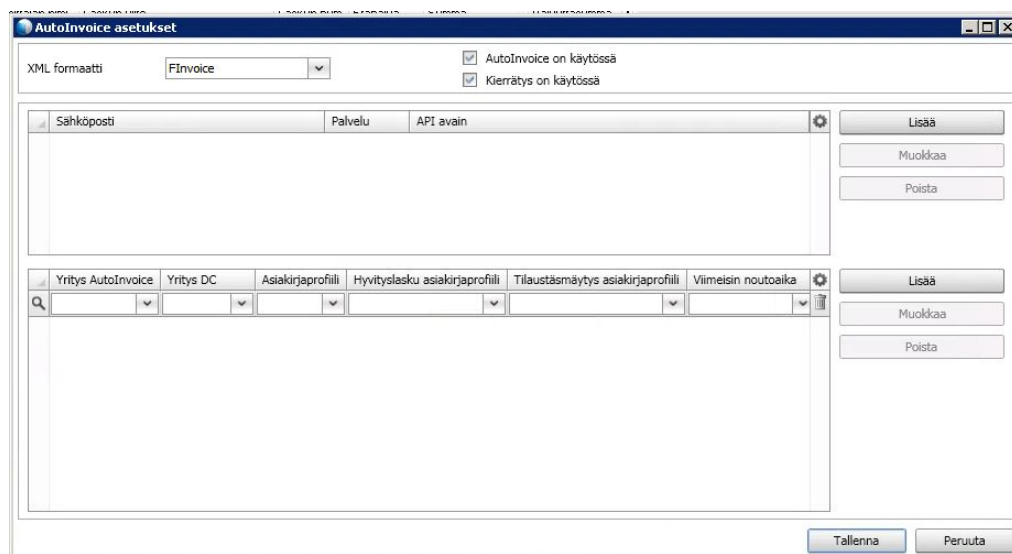 AutoInvoice asetukset
XML formaatti FInvoice
AutoInvoice on käytössä
Kierrätys on käytössä
Sähköposti Palvelu API avain
Lisää
Muokkaa
Poista
Yritys AutoInvoice Yritys DC Asiakirjaprofiili Hyvityslasku asiakirjaprofiili Tilaustäsmäytys asiakirjaprofiili Viimeisin noutoaika
Lisää
Muokkaa
Poista
Tallenna Peruuta